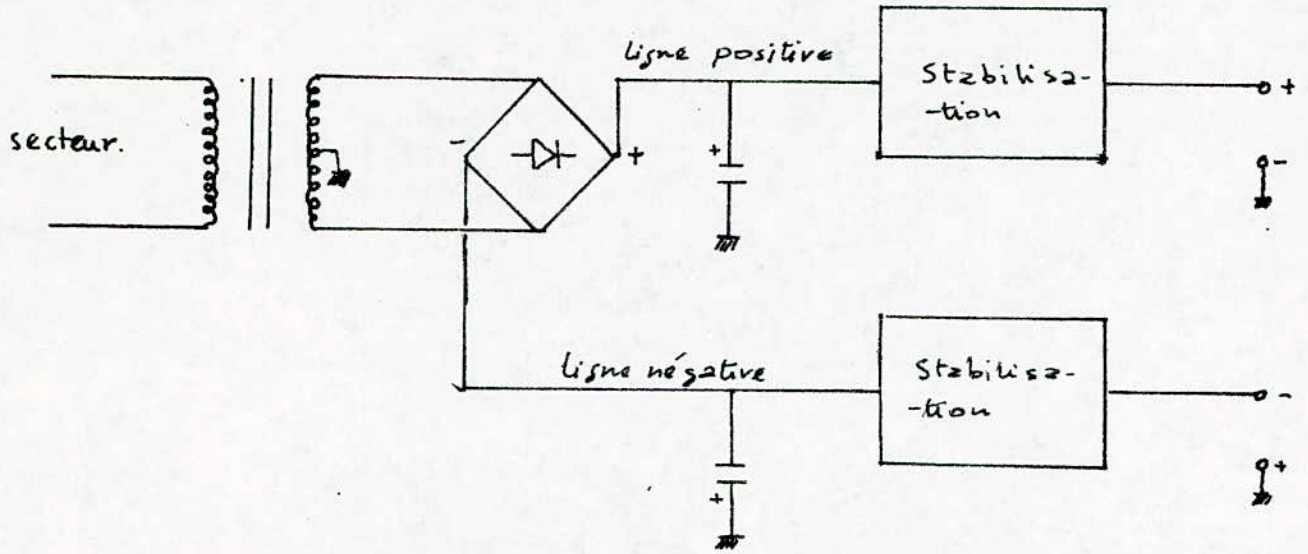 ligne positive
Stabilisa-
-tion
+
secteur.
-
+
+
-
ligne négative
Stabilisa-
-tion
-
+
+